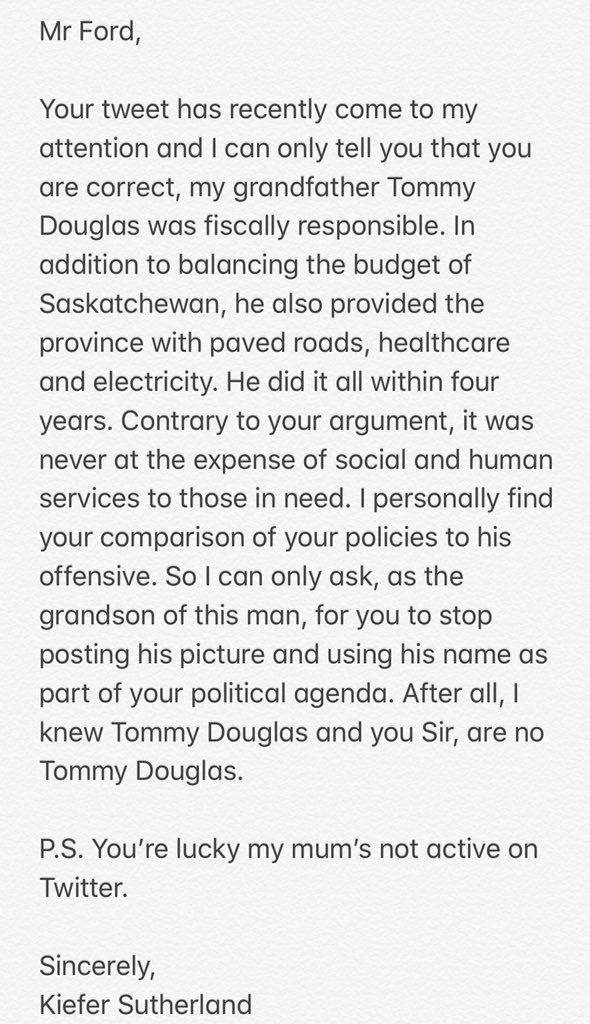 Mr Ford,
Your tweet has recently come to my
attention and I can only tell you that you
are correct, my grandfather Tommy
Douglas was fiscally responsible. In
addition to balancing the budget of
Saskatchewan, he also provided the
province with paved roads, healthcare
and electricity. He did it all within four
years. Contrary to your argument, it was
never at the expense of social and human
services to those in need. I personally find
your comparison of your policies to his
offensive. So I can only ask, as the
grandson of this man, for you to stop
posting his picture and using his name as
part of your political agenda. After all, I
knew Tommy Douglas and you Sir, are no
Tommy Douglas.
P.S. You’re lucky my mum’s not active on
Twitter.
Sincerely,
Kiefer Sutherland